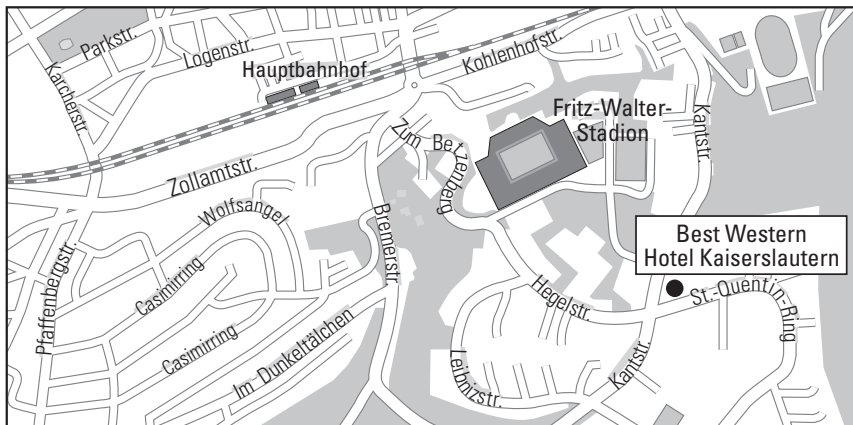 Parkstr.
Logenstr.
Karcherstr.
Hauptbahnhof
Kohlenhofstr.
Fritz-Walter-
Stadion
Kantstr.
Zum Betzenberg
Zollamtstr.
Wolfsangel
Bremerstr.
Best Western
Hotel Kaiserslautern
Pfaffenbergstr.
Casimirring
Hegelstr.
St.-Quentin-Ring
Casimirring
Im Dunkeltälchen
Leibnizstr.
Kantstr.